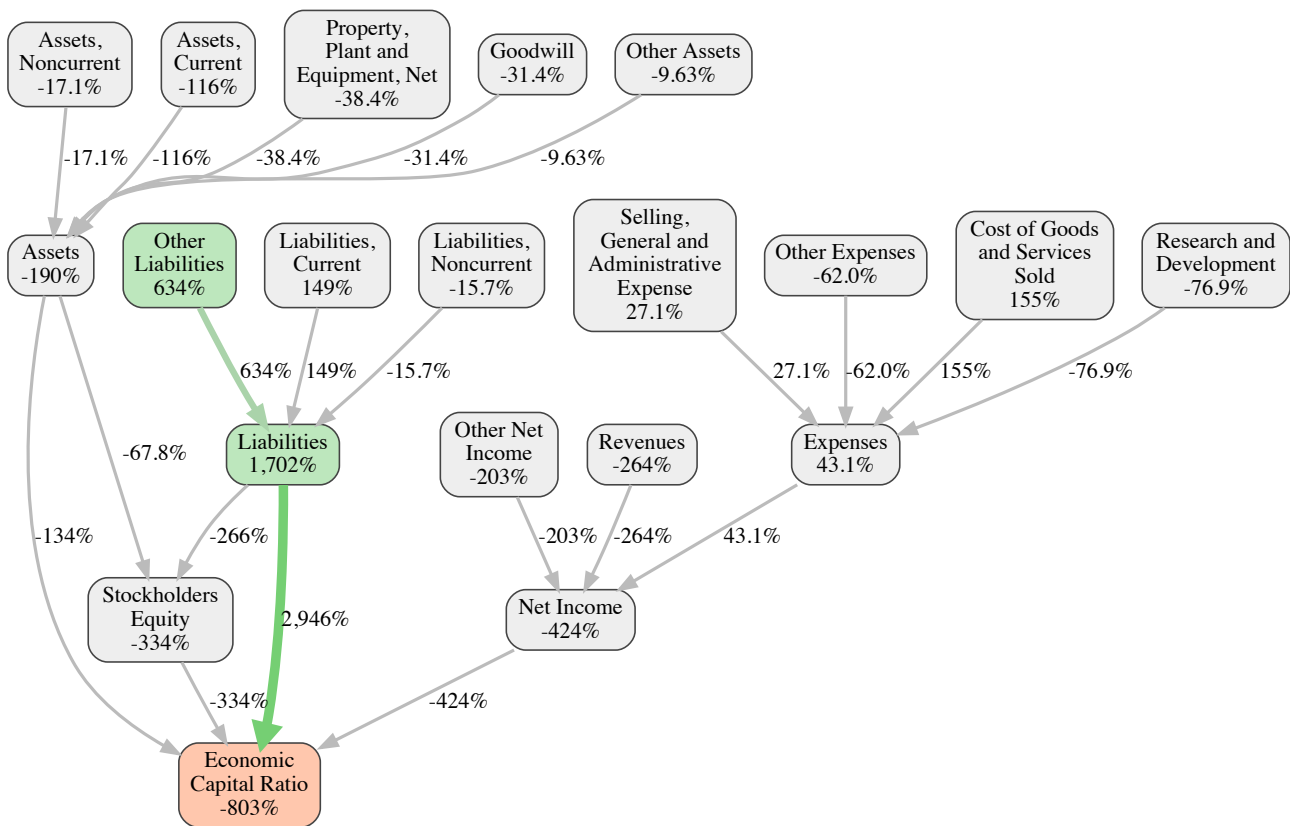 Assets,
Noncurrent
-17.1%
Assets,
Current
-116%
Property,
Plant and
Equipment, Net
-38.4%
Goodwill
-31.4%
Other Assets
-9.63%
-17.1%
-116%
-38.4%
-31.4%
-9.63%
Assets
-190%
Other
Liabilities
634%
Liabilities,
Current
149%
Liabilities,
Noncurrent
-15.7%
Selling,
General and
Administrative
Expense
27.1%
Other Expenses
-62.0%
Cost of Goods
and Services
Sold
155%
Research and
Development
-76.9%
634%
149%
-15.7%
27.1%
-62.0%
155%
-76.9%
-67.8%
Liabilities
1,702%
Other Net
Income
-203%
Revenues
-264%
Expenses
43.1%
-134%
-266%
-203%
-264%
43.1%
Stockholders
Equity
-334%
2,946%
Net Income
-424%
-334%
-424%
Economic
Capital Ratio
-803%